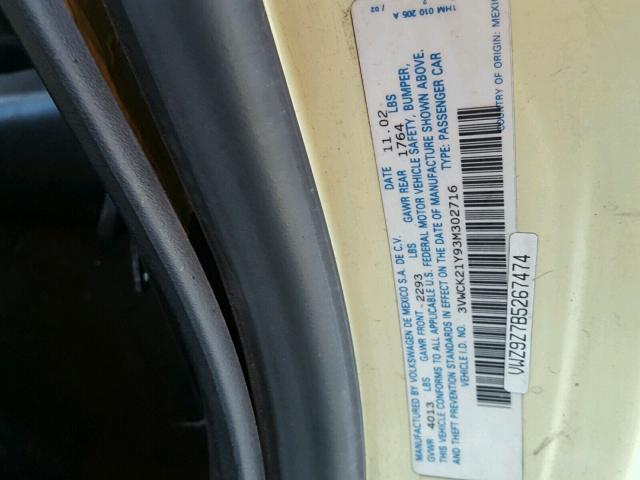 1HM 010 205 A
/ 02
MANUFACTURED BY VOLKSWAGEN DE MEXICO S.A. DE C.V. DATE 11.02
GVWR 4013 LBS GAWR FRONT 2293 LBS GAWR REAR 1764 LBS
THIS VEHICLE CONFORMS TO ALL APPLICABLE U.S. FEDERAL MOTOR VEHICLE SAFETY, BUMPER,
AND THEFT PREVENTION STANDARDS IN EFFECT ON THE DATE OF MANUFACTURE SHOWN ABOVE.
VEHICLE I.D. NO. 3VWCK21Y93M302716 TYPE: PASSENGER CAR
COUNTRY OF ORIGIN: MEXI
VWZ9Z7B5267474